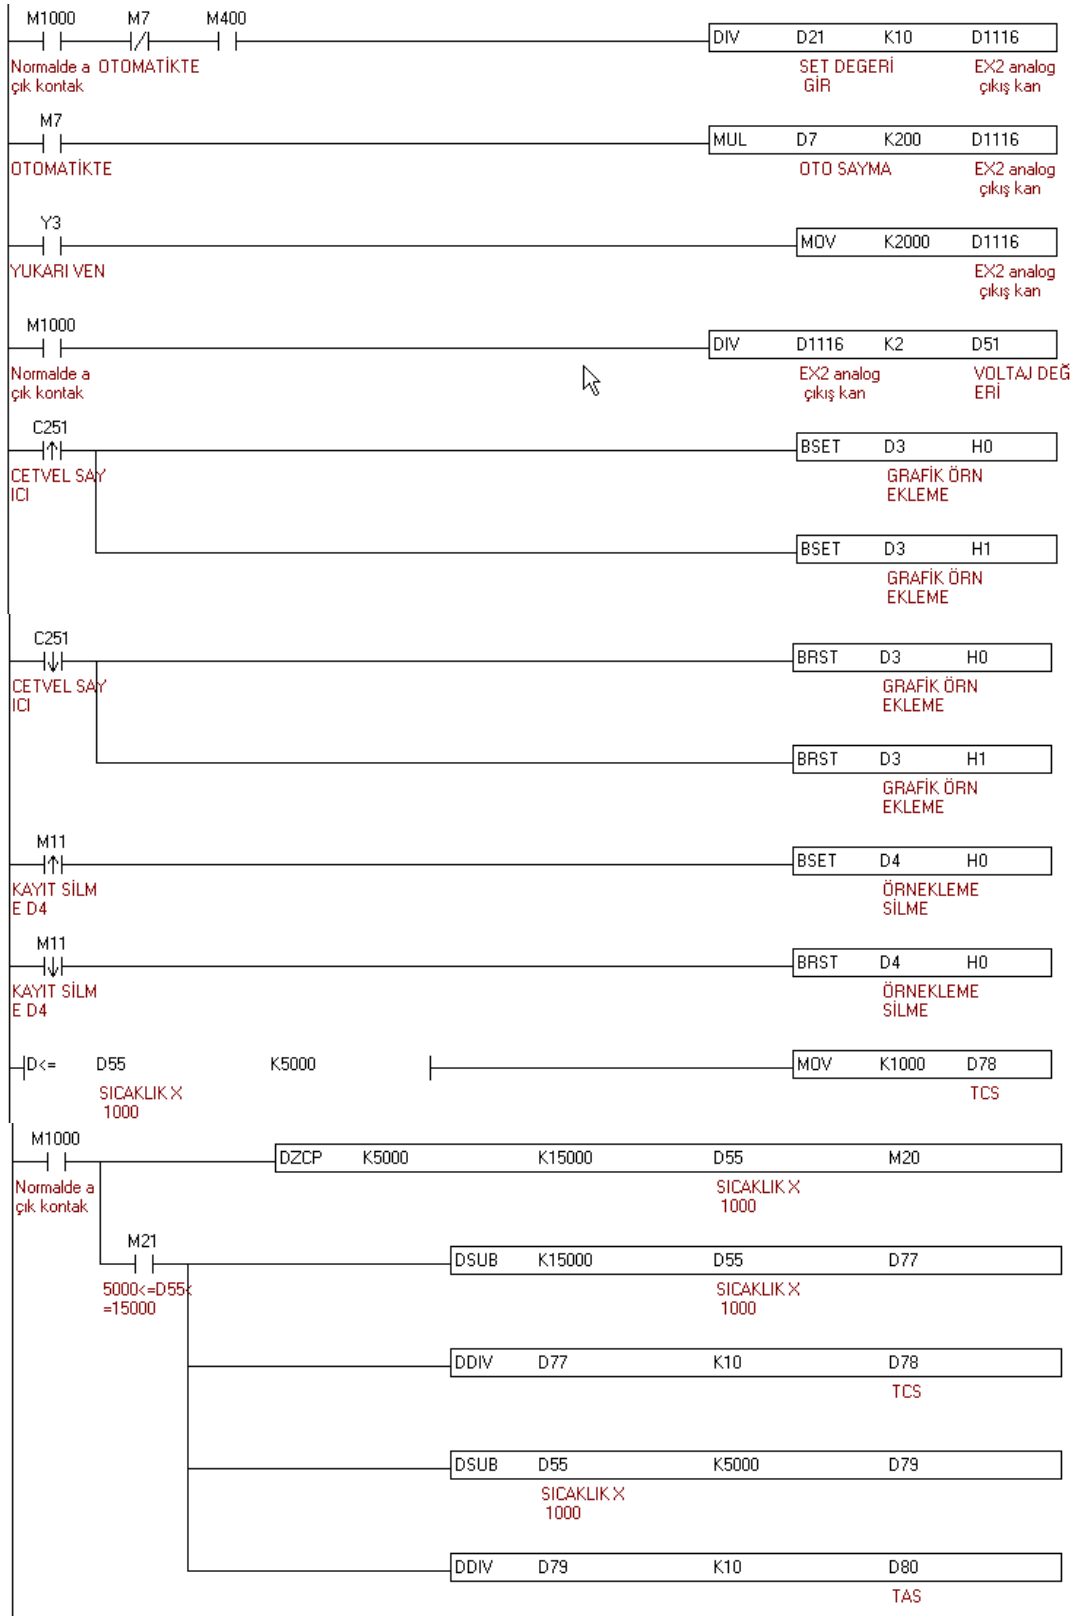 M1000 M7 M400
DIV D21 K10 D1116
Normalde a OTOMATİKTE SET DEGERİ EX2 analog
çık kontak GİR çıkış kan
M7
MUL D7 K200 D1116
OTOMATİKTE OTO SAYMA EX2 analog
çıkış kan
Y3
MOV K2000 D1116
YUKARI VEN EX2 analog
çıkış kan
M1000
DIV D1116 K2 D51
Normalde a EX2 analog VOLTAJ DEĞ
çık kontak çıkış kan ERİ
C251
BSET D3 H0
CETVEL SAY GRAFİK ÖRN
ICI EKLEME
BSET D3 H1
GRAFİK ÖRN
EKLEME
C251
BRST D3 H0
CETVEL SAY GRAFİK ÖRN
ICI EKLEME
BRST D3 H1
GRAFİK ÖRN
EKLEME
M11
BSET D4 H0
KAYIT SİLM ÖRNEKLEME
E D4 SİLME
M11
BRST D4 H0
KAYIT SİLM ÖRNEKLEME
E D4 SİLME
D<= D55 K5000 MOV K1000 D78
SICAKLIK X TCS
1000
M1000
DZCP K5000 K15000 D55 M20
Normalde a SICAKLIK X
çık kontak 1000
M21
DSUB K15000 D55 D77
5000<=D55< SICAKLIK X
=15000 1000
DDIV D77 K10 D78
TCS
DSUB D55 K5000 D79
SICAKLIK X
1000
DDIV D79 K10 D80
TAS